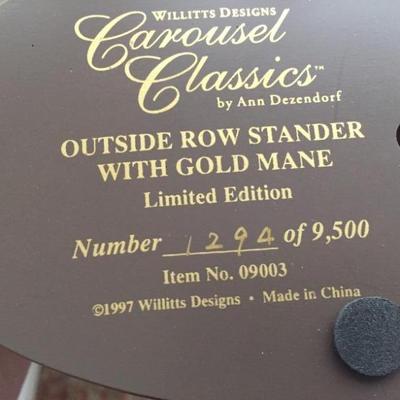 WILLITTS DESIGNS
Carousel
Classics™
by Ann Dezendorf
OUTSIDE ROW STANDER
WITH GOLD MANE
Limited Edition
Number 1294 of 9,500
Item No. 09003
©1997 Willitts Designs • Made in China